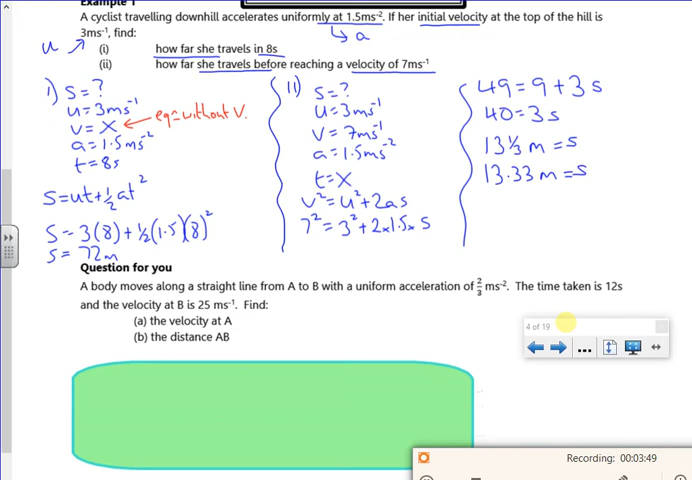 Example 1
A cyclist travelling downhill accelerates uniformly at 1.5ms⁻². If her initial velocity at the top of the hill is
3ms⁻¹, find:
u
a
(i) how far she travels in 8s
(ii) how far she travels before reaching a velocity of 7ms⁻¹
i) s=?
u=3ms⁻¹
v=X
eqⁿ without v.
a=1.5ms⁻²
t=8s
s=ut+½at²
s=3(8)+½(1.5)(8)²
s=72m
ii) s=?
u=3ms⁻¹
v=7ms⁻¹
a=1.5ms⁻²
t=X
v²=u²+2as
7²=3²+2×1.5×s
49=9+3s
40=3s
13⅓m=s
13.33m=s
Question for you
A body moves along a straight line from A to B with a uniform acceleration of ⅔ ms⁻². The time taken is 12s
and the velocity at B is 25 ms⁻¹. Find:
(a) the velocity at A
(b) the distance AB
4 of 19
Recording: 00:03:49